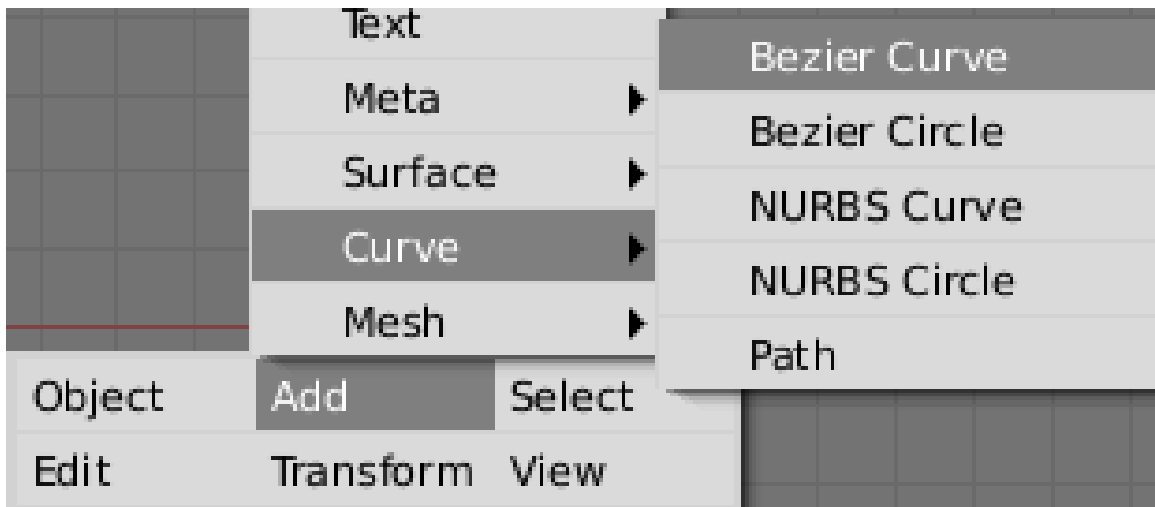 Text
Meta
Surface
Curve
Mesh
Bezier Curve
Bezier Circle
NURBS Curve
NURBS Circle
Path
Object Add Select
Edit Transform View